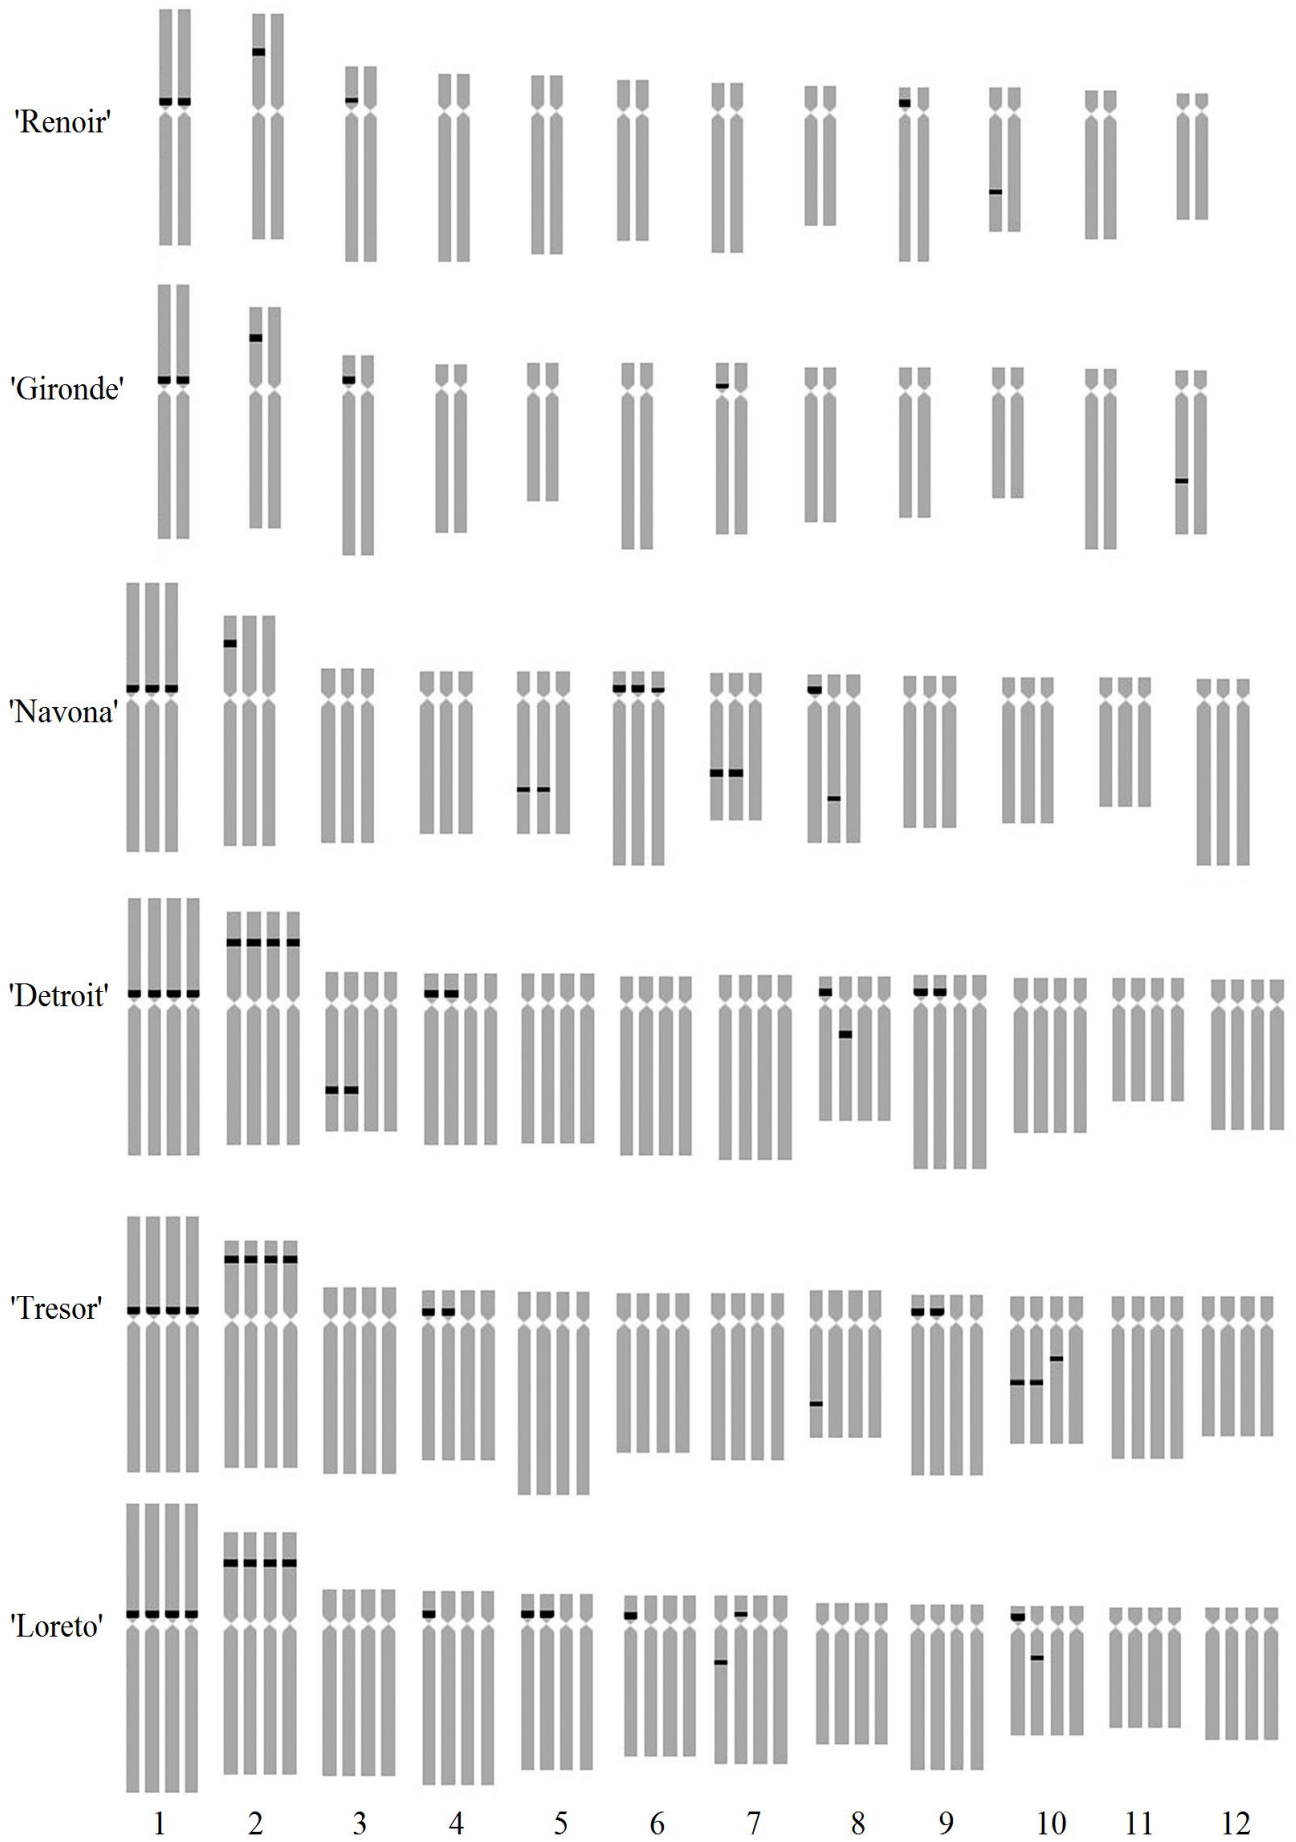 'Renoir'
'Gironde'
'Navona'
'Detroit'
'Tresor'
'Loreto'
1 2 3 4 5 6 7 8 9 10 11 12